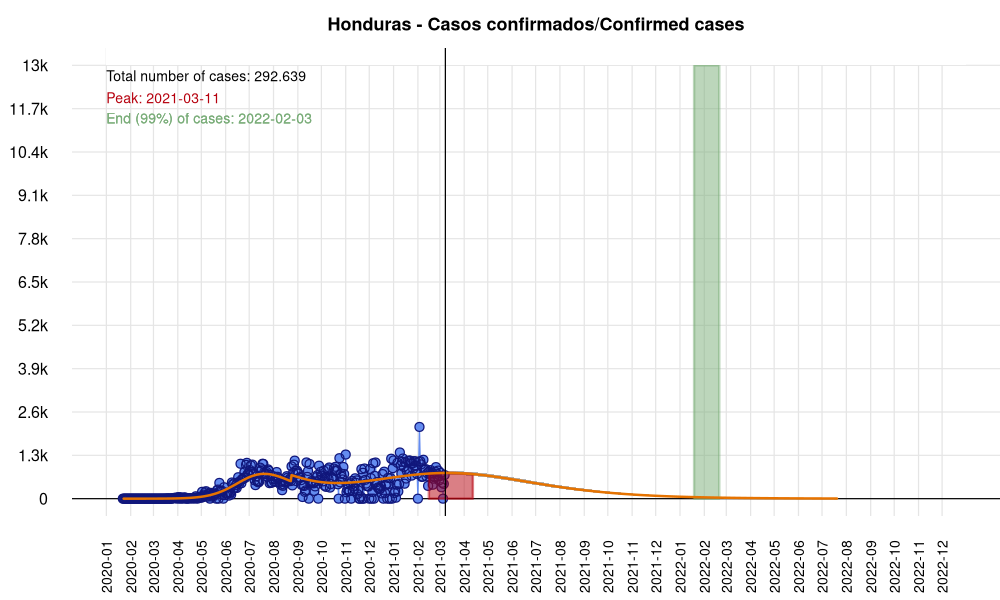 Honduras - Casos confirmados/Confirmed cases
Total number of cases: 292.639
Peak: 2021-03-11
End (99%) of cases: 2022-02-03
13k
11.7k
10.4k
9.1k
7.8k
6.5k
5.2k
3.9k
2.6k
1.3k
0
2020-01
2020-02
2020-03
2020-04
2020-05
2020-06
2020-07
2020-08
2020-09
2020-10
2020-11
2020-12
2021-01
2021-02
2021-03
2021-04
2021-05
2021-06
2021-07
2021-08
2021-09
2021-10
2021-11
2021-12
2022-01
2022-02
2022-03
2022-04
2022-05
2022-06
2022-07
2022-08
2022-09
2022-10
2022-11
2022-12